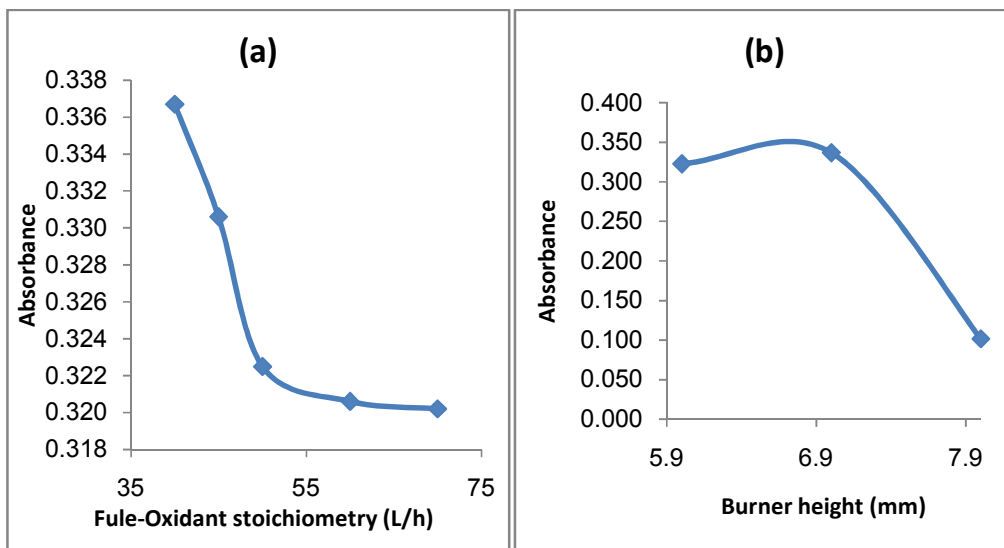 (a)
0.338
0.336
0.334
0.332
0.330
0.328
0.326
0.324
0.322
0.320
0.318
Absorbance
35 55 75
Fule-Oxidant stoichiometry (L/h)
(b)
0.400
0.350
0.300
0.250
0.200
0.150
0.100
0.050
0.000
Absorbance
5.9 6.9 7.9
Burner height (mm)